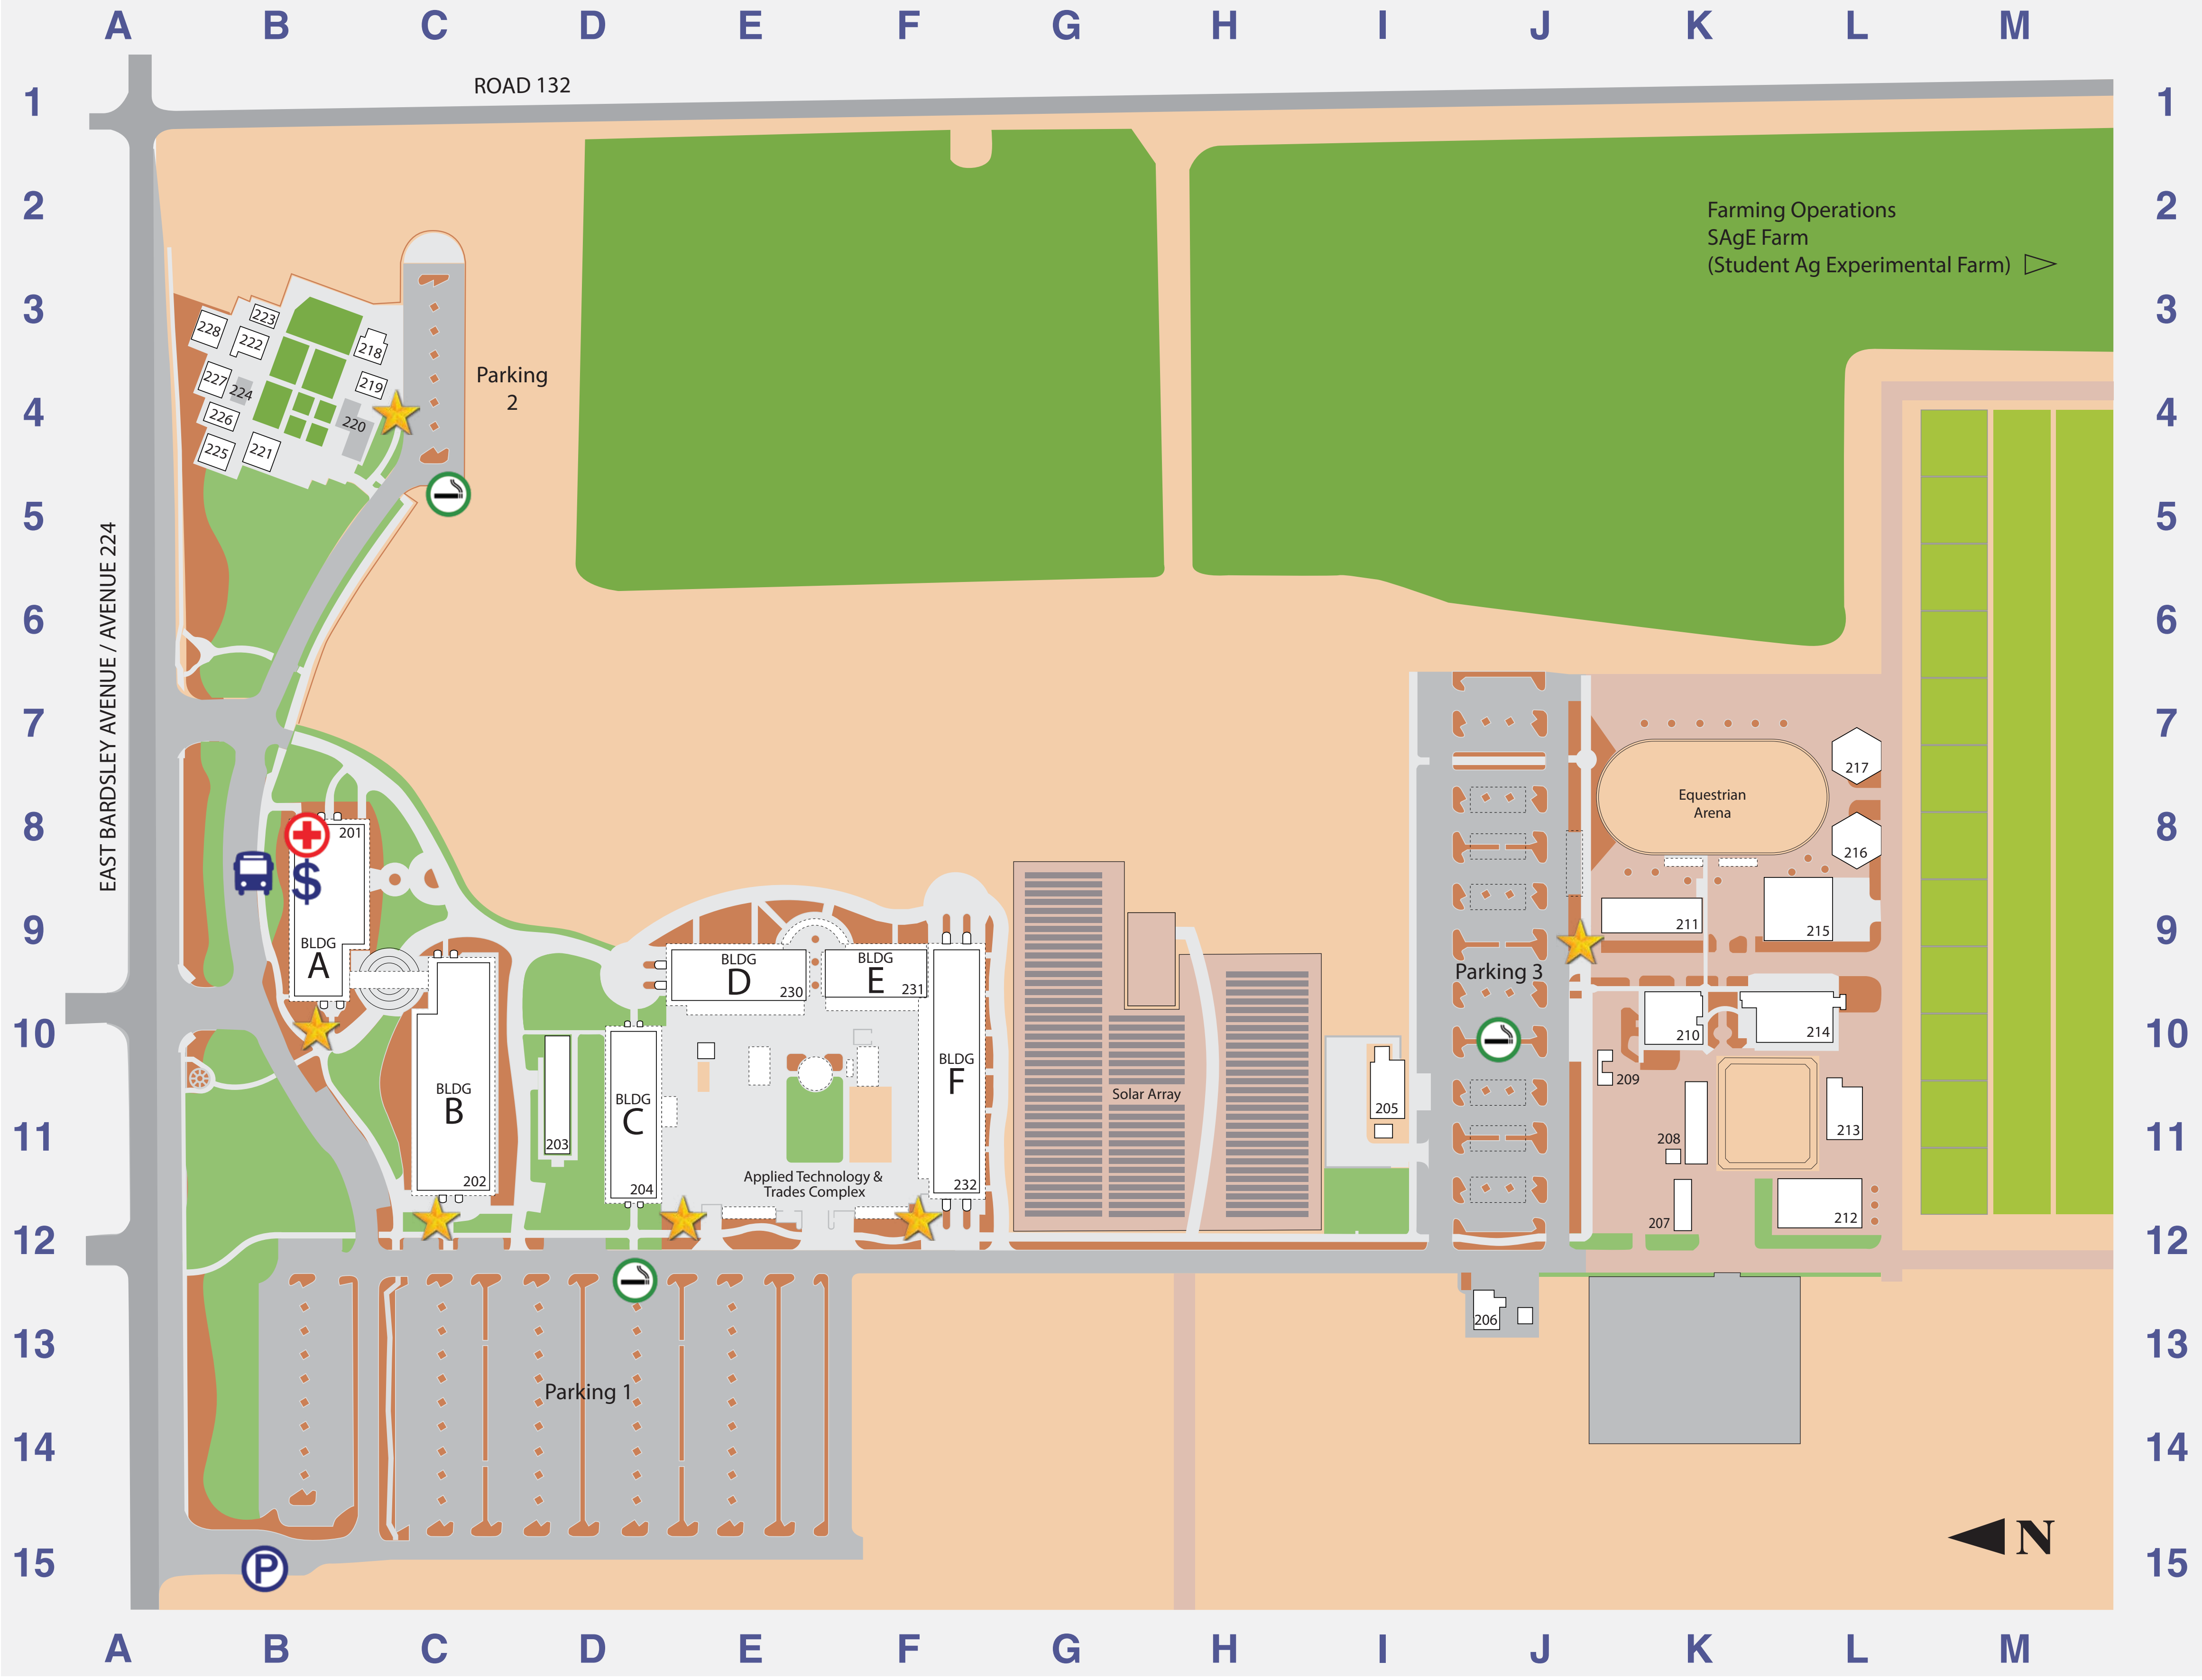 A B C D E F G H I J K L M
ROAD 132
1 1
2 2
Farming Operations
SAgE Farm
(Student Ag Experimental Farm)
3 3
228
223
222
218
227
224
219
Parking
2
4 4
226
220
225
221
5 5
EAST BARDSLEY AVENUE / AVENUE 224
6 6
7 7
217
Equestrian
Arena
8 8
201
216
$
9 9
211
215
BLDG
A
BLDG
D
230
BLDG
E
231
Parking 3
10 10
210
214
BLDG
F
209
BLDG
B
BLDG
C
Solar Array
205
11 11
203
208
213
Applied Technology &
Trades Complex
202
204
232
12 12
207
212
13 13
206
Parking 1
14 14
N
15 15
P
A B C D E F G H I J K L M